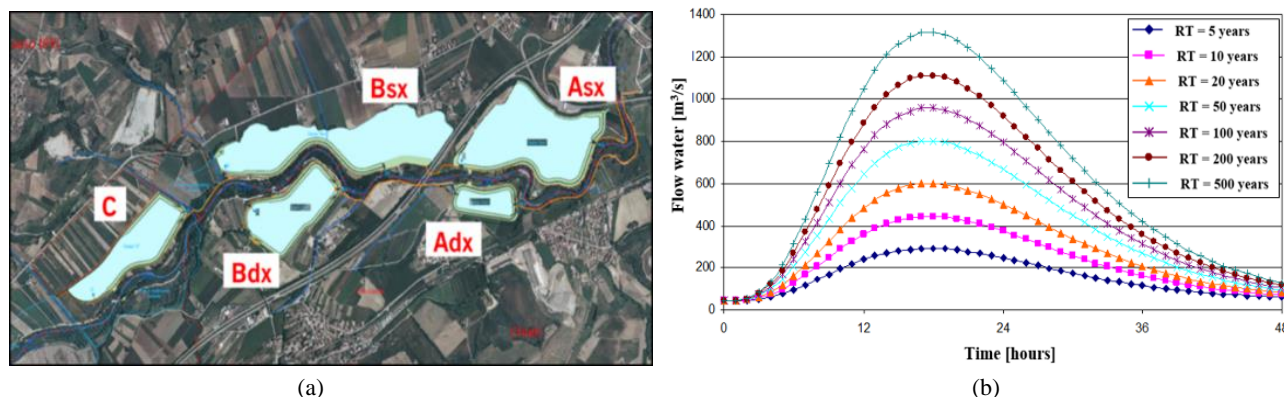 Bsx
Asx
C
Bdx
Adx
(a)
1400
1200
1000
800
600
400
200
0
0
12
24
36
48
Flow water [m³/s]
Time [hours]
RT = 5 years
RT = 10 years
RT = 20 years
RT = 50 years
RT = 100 years
RT = 200 years
RT = 500 years
(b)